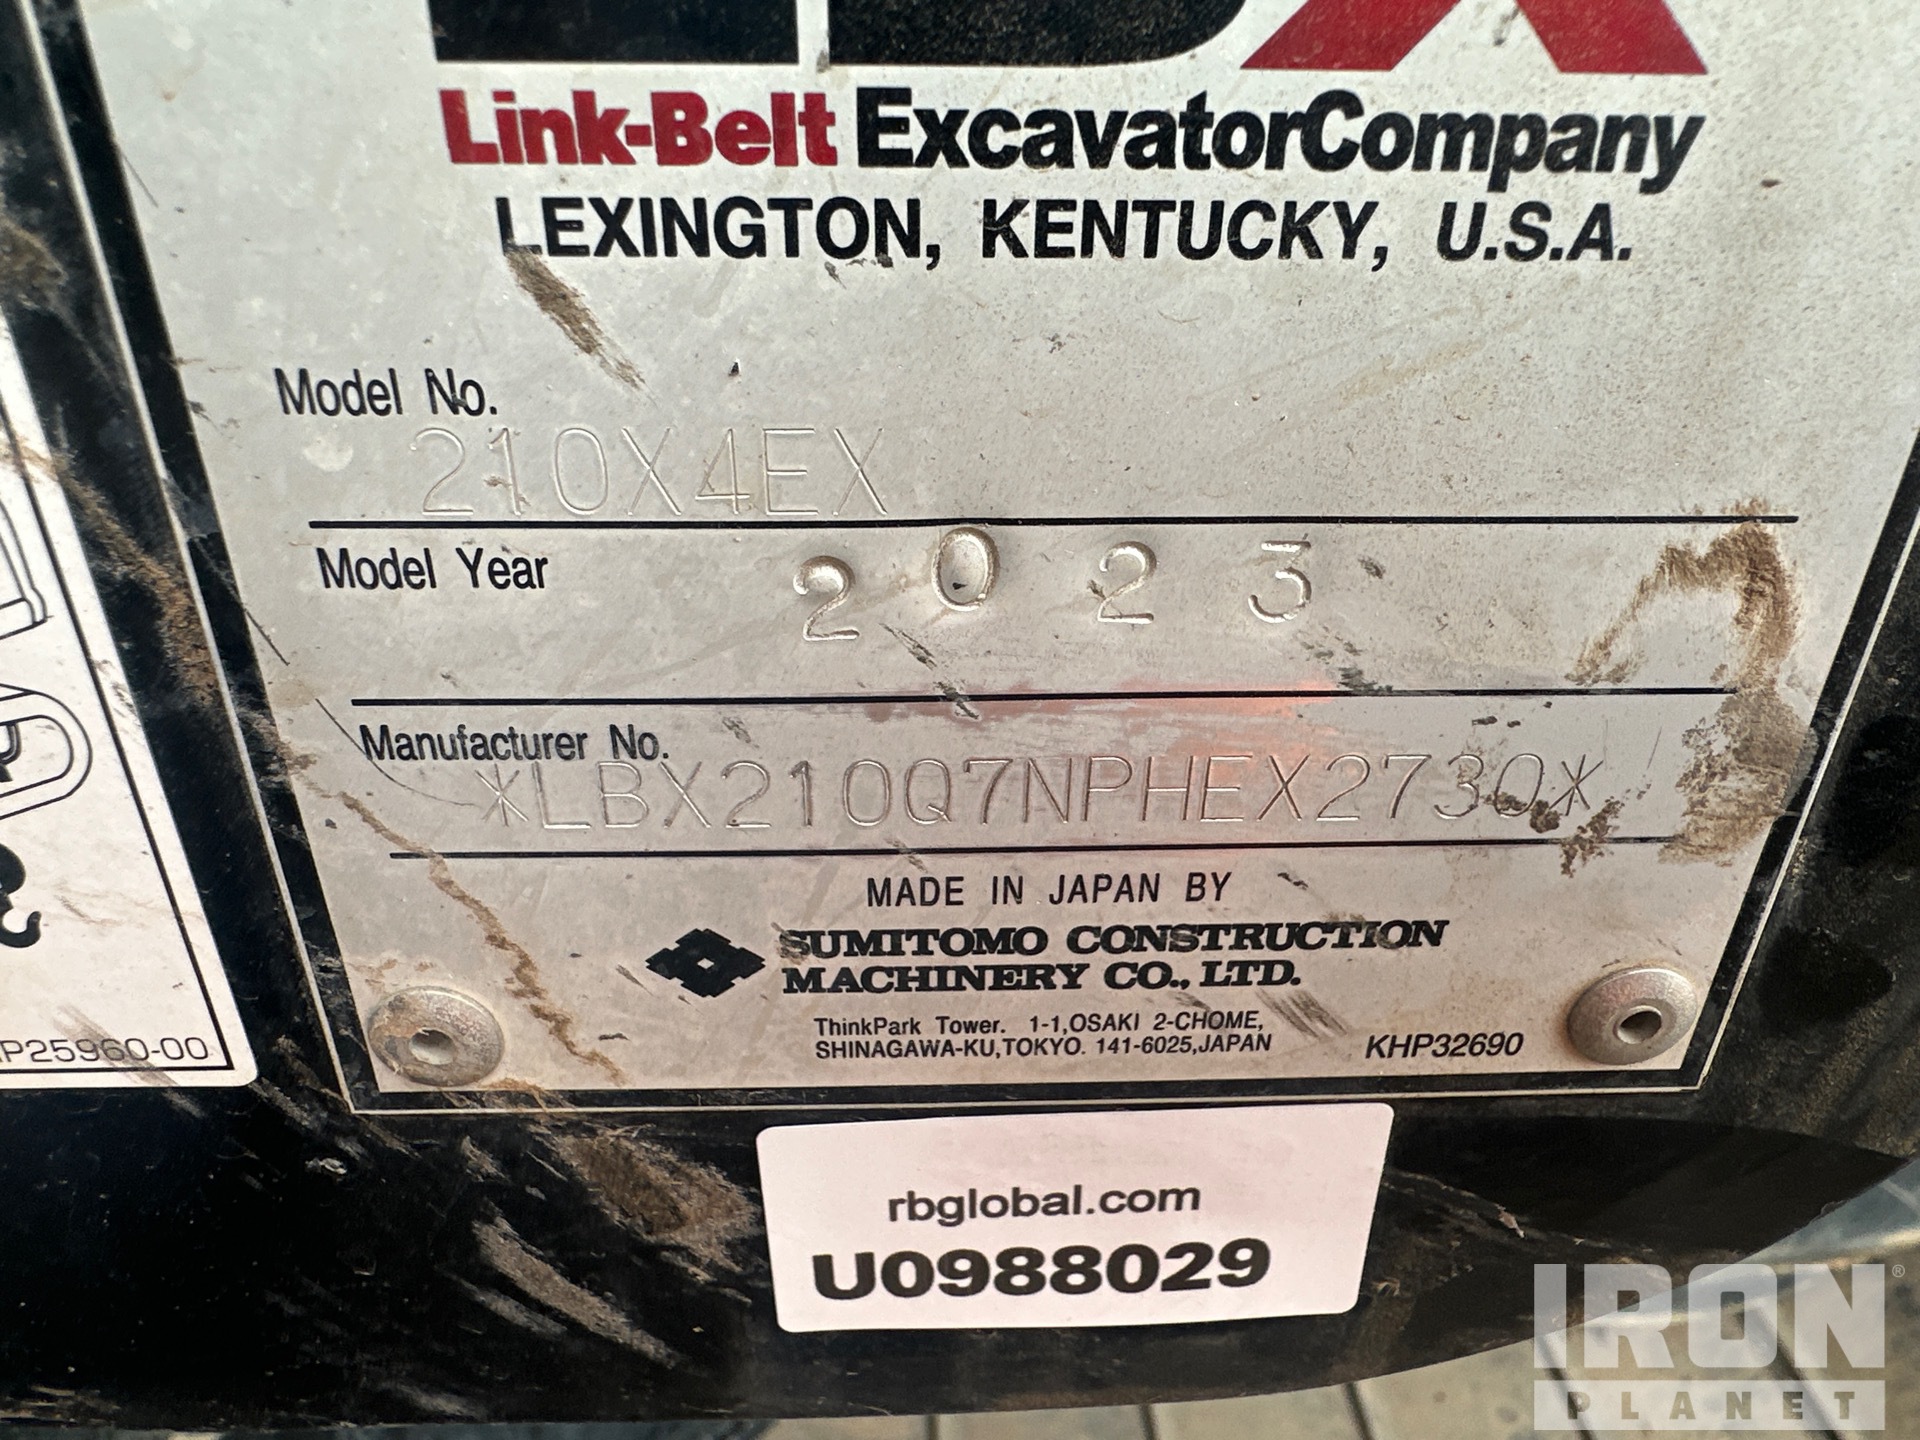 LBX
Link-Belt ExcavatorCompany
LEXINGTON, KENTUCKY, U.S.A.
Model No.
210X4EX
Model Year
2023
Manufacturer No.
*LBX210Q7NPHEX2730*
MADE IN JAPAN BY
SUMITOMO CONSTRUCTION
MACHINERY CO., LTD.
ThinkPark Tower. 1-1,OSAKI 2-CHOME,
SHINAGAWA-KU,TOKYO. 141-6025,JAPAN
KHP32690
HP25960-00
rbglobal.com
U0988029
IRON®
PLANET